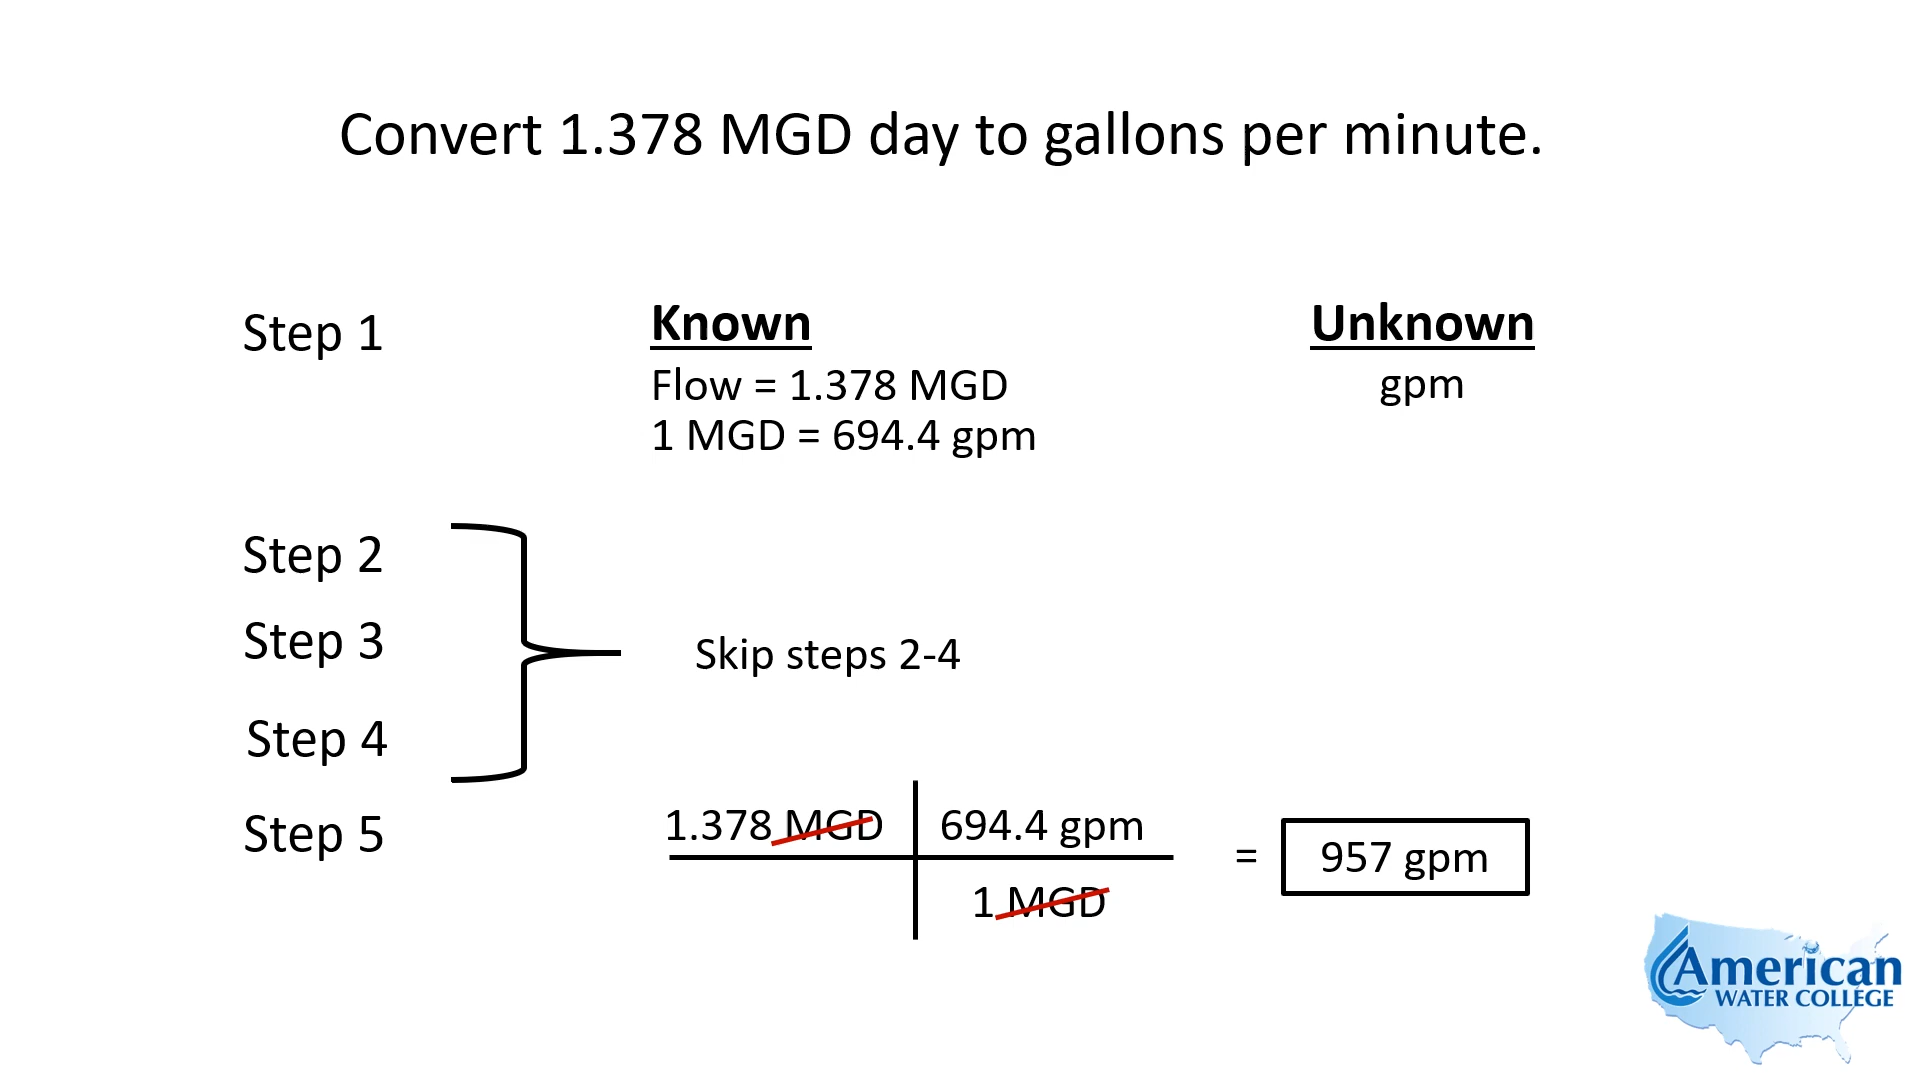 Convert 1.378 MGD day to gallons per minute.
Step 1
Known
Unknown
Flow = 1.378 MGD
gpm
1 MGD = 694.4 gpm
Step 2
Step 3
Skip steps 2-4
Step 4
Step 5
1.378 MGD
694.4 gpm
1 MGD
=
957 gpm
American
WATER COLLEGE